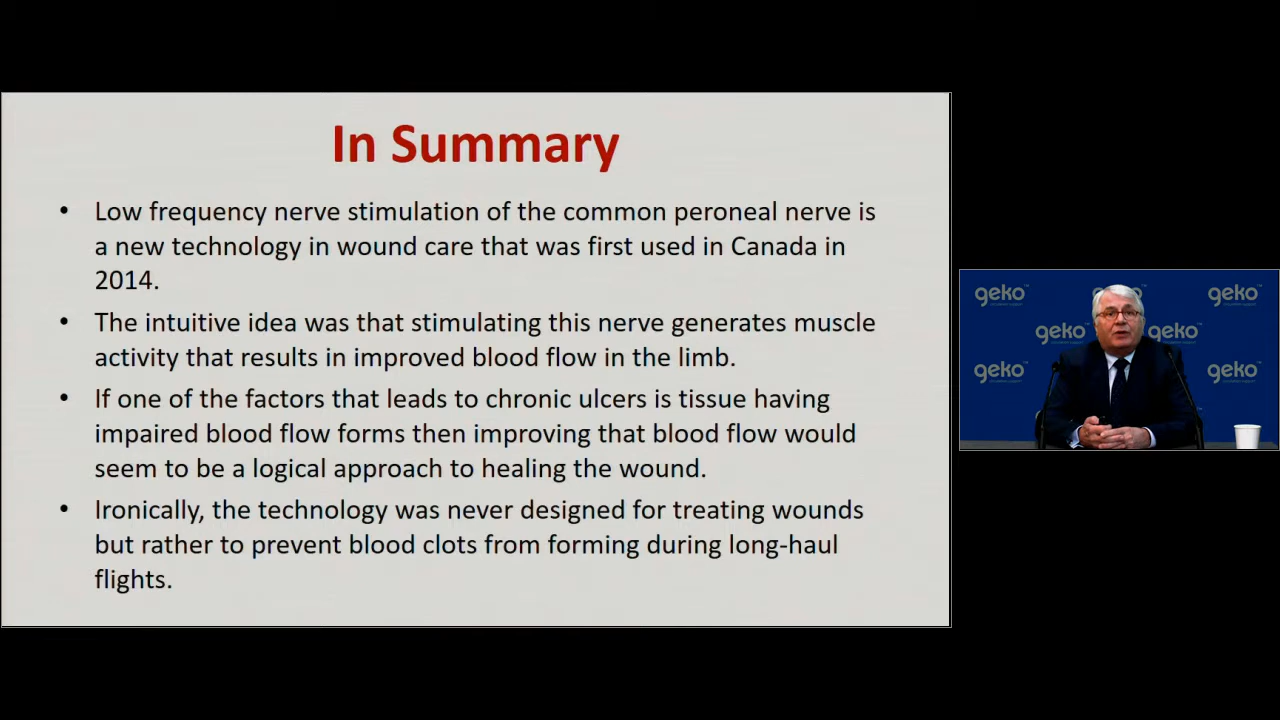 In Summary
• Low frequency nerve stimulation of the common peroneal nerve is
a new technology in wound care that was first used in Canada in
2014.
• The intuitive idea was that stimulating this nerve generates muscle
activity that results in improved blood flow in the limb.
• If one of the factors that leads to chronic ulcers is tissue having
impaired blood flow forms then improving that blood flow would
seem to be a logical approach to healing the wound.
• Ironically, the technology was never designed for treating wounds
but rather to prevent blood clots from forming during long-haul
flights.
geko™
geko™
geko
geko™
geko™
geko™